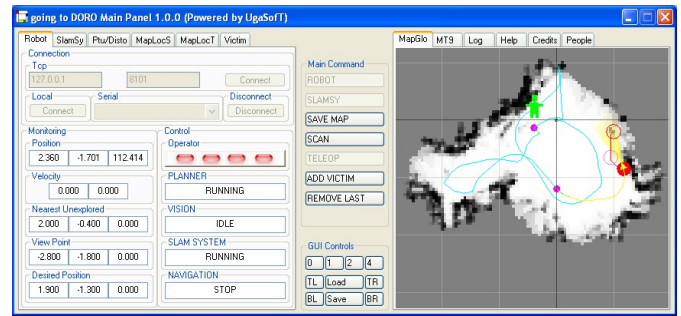 going to DORO Main Panel 1.0.0 (Powered by UgaSofT)
Robot SlamSy Ptu/Disto MapLocS MapLocT Victim
MapGlo MT9 Log Help Credits People
Connection
Tcp
127.0.0.1 8101 Connect
Local Serial Disconnect
Connect Disconnect
Monitoring
Position
2.360 -1.701 112.414
Velocity
0.000 0.000
Nearest Unexplored
2.000 -0.400 0.000
View Point
-2.800 -1.800 0.000
Desired Position
1.900 -1.300 0.000
Control
Operator
PLANNER
RUNNING
VISION
IDLE
SLAM SYSTEM
RUNNING
NAVIGATION
STOP
Main Command
ROBOT
SLAMSY
SAVE MAP
SCAN
TELEOP
ADD VICTIM
REMOVE LAST
GUI Controls
0 1 2 4
TL Load TR
BL Save BR